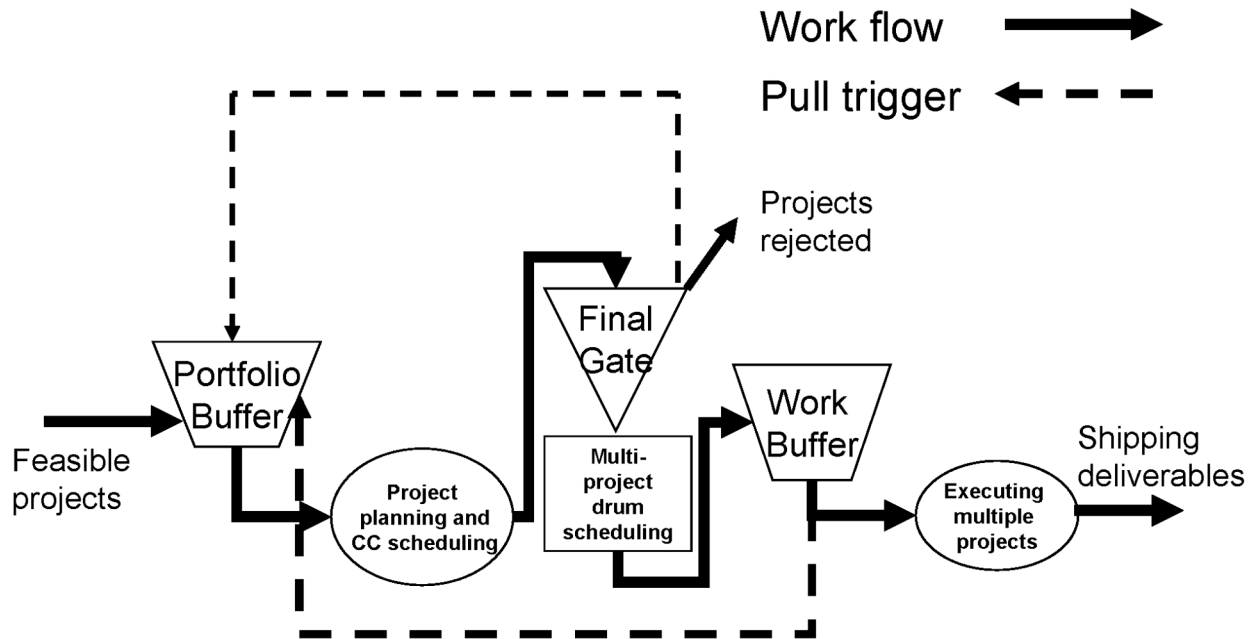 Work flow
Pull trigger
Projects
rejected
Final
Gate
Portfolio
Buffer
Work
Buffer
Feasible
projects
Project
planning and
CC scheduling
Multi-
project
drum
scheduling
Executing
multiple
projects
Shipping
deliverables